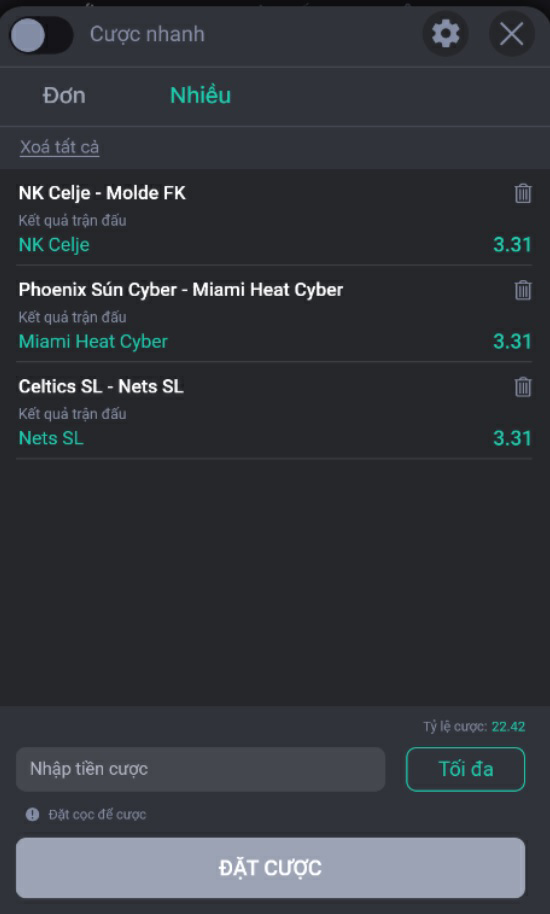 Cược nhanh
Đơn
Nhiều
Xoá tất cả
NK Celje - Molde FK
Kết quả trận đấu
NK Celje
3.31
Phoenix Sún Cyber - Miami Heat Cyber
Kết quả trận đấu
Miami Heat Cyber
3.31
Celtics SL - Nets SL
Kết quả trận đấu
Nets SL
3.31
Tỷ lệ cược: 22.42
Nhập tiền cược
Tối đa
Đặt cọc để cược
ĐẶT CƯỢC